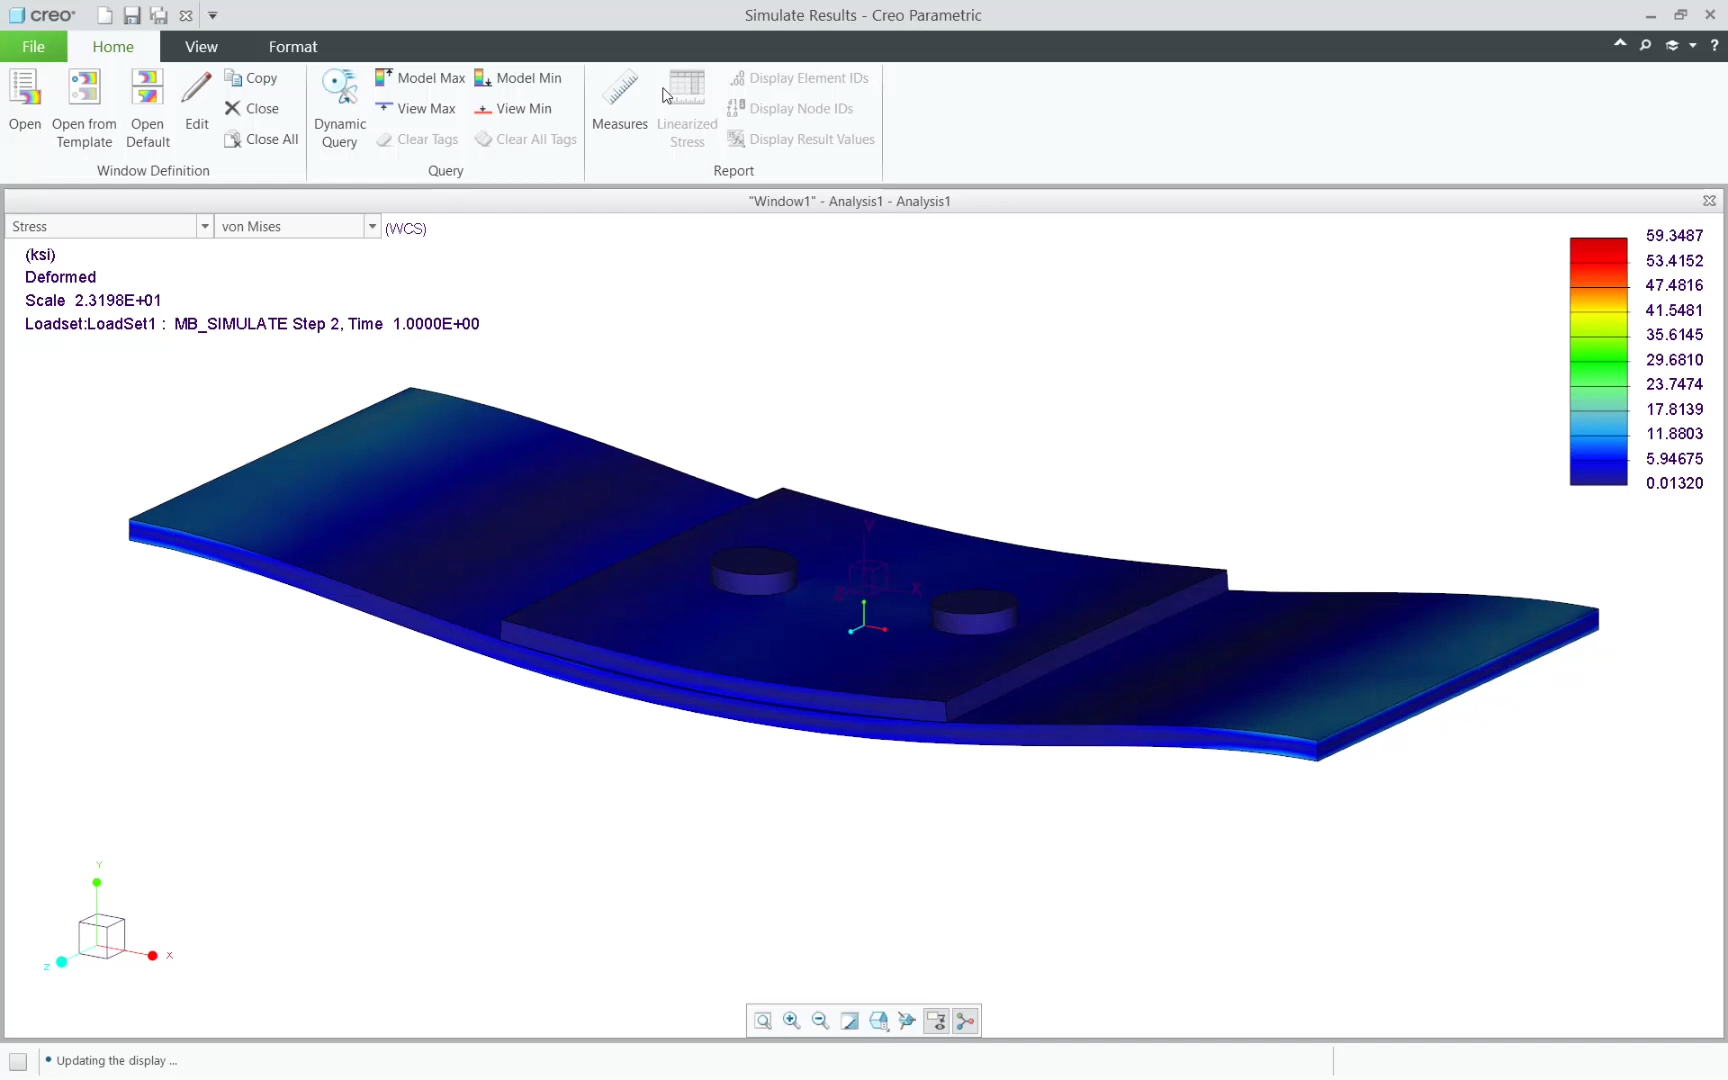 creo
Simulate Results - Creo Parametric
File Home View Format
Open
Open from Template
Open Default
Edit
Copy
Close
Close All
Window Definition
Dynamic Query
Model Max
View Max
Clear Tags
Model Min
View Min
Clear All Tags
Query
Measures
Linearized Stress
Display Element IDs
Display Node IDs
Display Result Values
Report
"Window1" - Analysis1 - Analysis1
Stress von Mises (WCS)
(ksi)
Deformed
Scale 2.3198E+01
Loadset:LoadSet1 : MB_SIMULATE Step 2, Time 1.0000E+00
59.3487
53.4152
47.4816
41.5481
35.6145
29.6810
23.7474
17.8139
11.8803
5.94675
0.01320
Y
X
Z
Y
X
Z
Updating the display ...